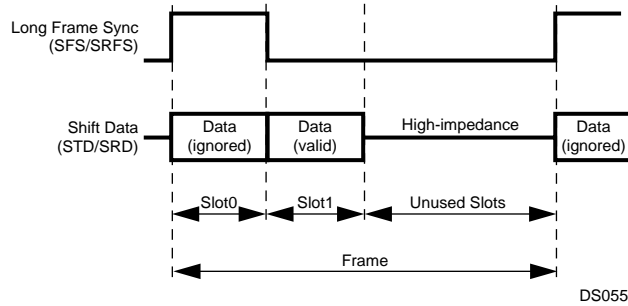 Long Frame Sync
(SFS/SRFS)
Shift Data
(STD/SRD)
Data
(ignored)
Data
(valid)
High-impedance
Data
(ignored)
Slot0
Slot1
Unused Slots
Frame
DS055